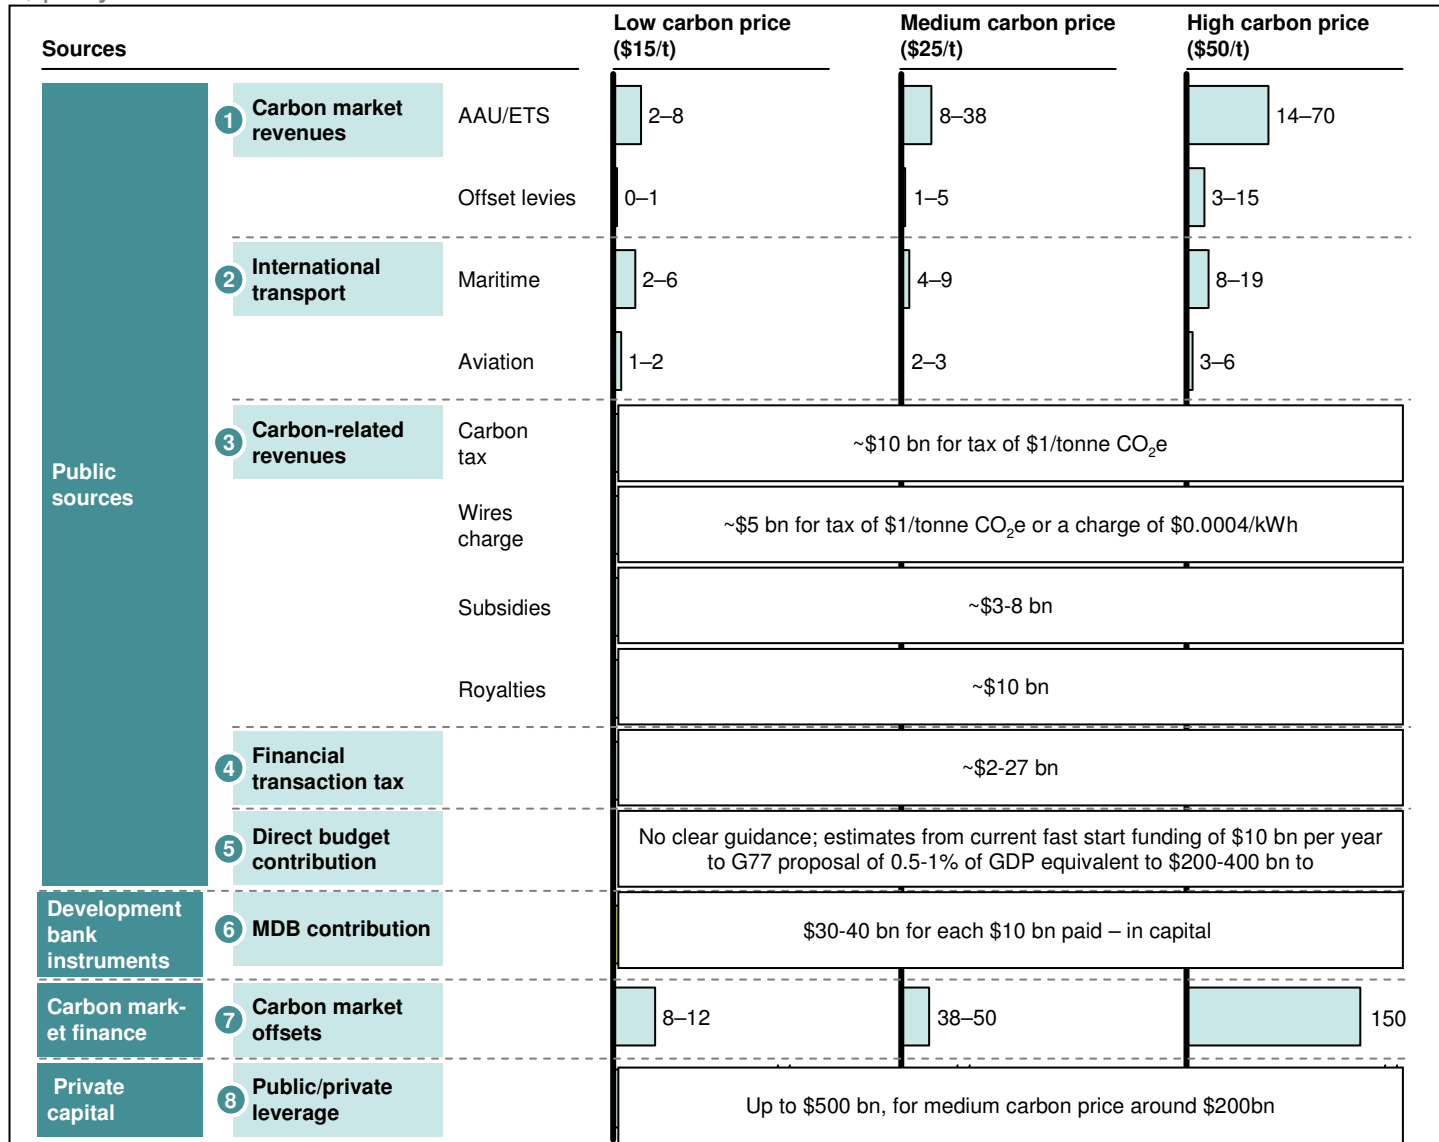 Sources
Low carbon price
($15/t)
Medium carbon price
($25/t)
High carbon price
($50/t)
Public
sources
1
Carbon market
revenues
AAU/ETS
2–8
8–38
14–70
Offset levies
0–1
1–5
3–15
2
International
transport
Maritime
2–6
4–9
8–19
Aviation
1–2
2–3
3–6
3
Carbon-related
revenues
Carbon
tax
~$10 bn for tax of $1/tonne CO2e
Wires
charge
~$5 bn for tax of $1/tonne CO2e or a charge of $0.0004/kWh
Subsidies
~$3-8 bn
Royalties
~$10 bn
4
Financial
transaction tax
~$2-27 bn
5
Direct budget
contribution
No clear guidance; estimates from current fast start funding of $10 bn per year
to G77 proposal of 0.5-1% of GDP equivalent to $200-400 bn to
Development
bank
instruments
6
MDB contribution
$30-40 bn for each $10 bn paid – in capital
Carbon mark-
et finance
7
Carbon market
offsets
8–12
38–50
150
Private
capital
8
Public/private
leverage
Up to $500 bn, for medium carbon price around $200bn